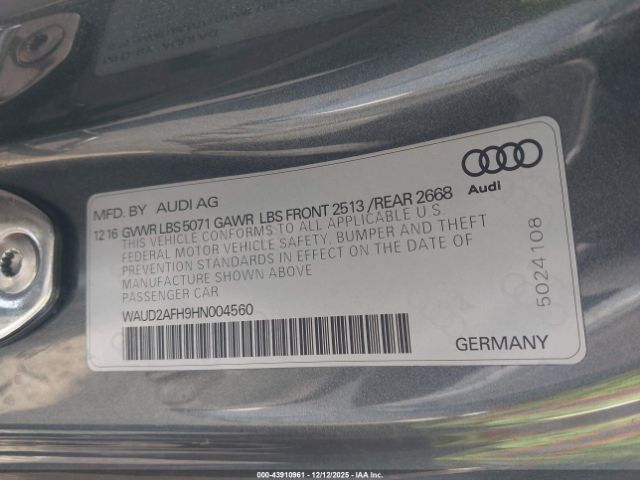 MFD. BY AUDI AG
12 16 GVWR LBS 5071 GAWR LBS FRONT 2513 /REAR 2668
THIS VEHICLE CONFORMS TO ALL APPLICABLE U S
FEDERAL MOTOR VEHICLE SAFETY, BUMPER AND THEFT
PREVENTION STANDARDS IN EFFECT ON THE DATE OF
MANUFACTURE SHOWN ABOVE
PASSENGER CAR
WAUD2AFH9HN004560
Audi
5024108
GERMANY
000-43910961 - 12/12/2025 - IAAI.com